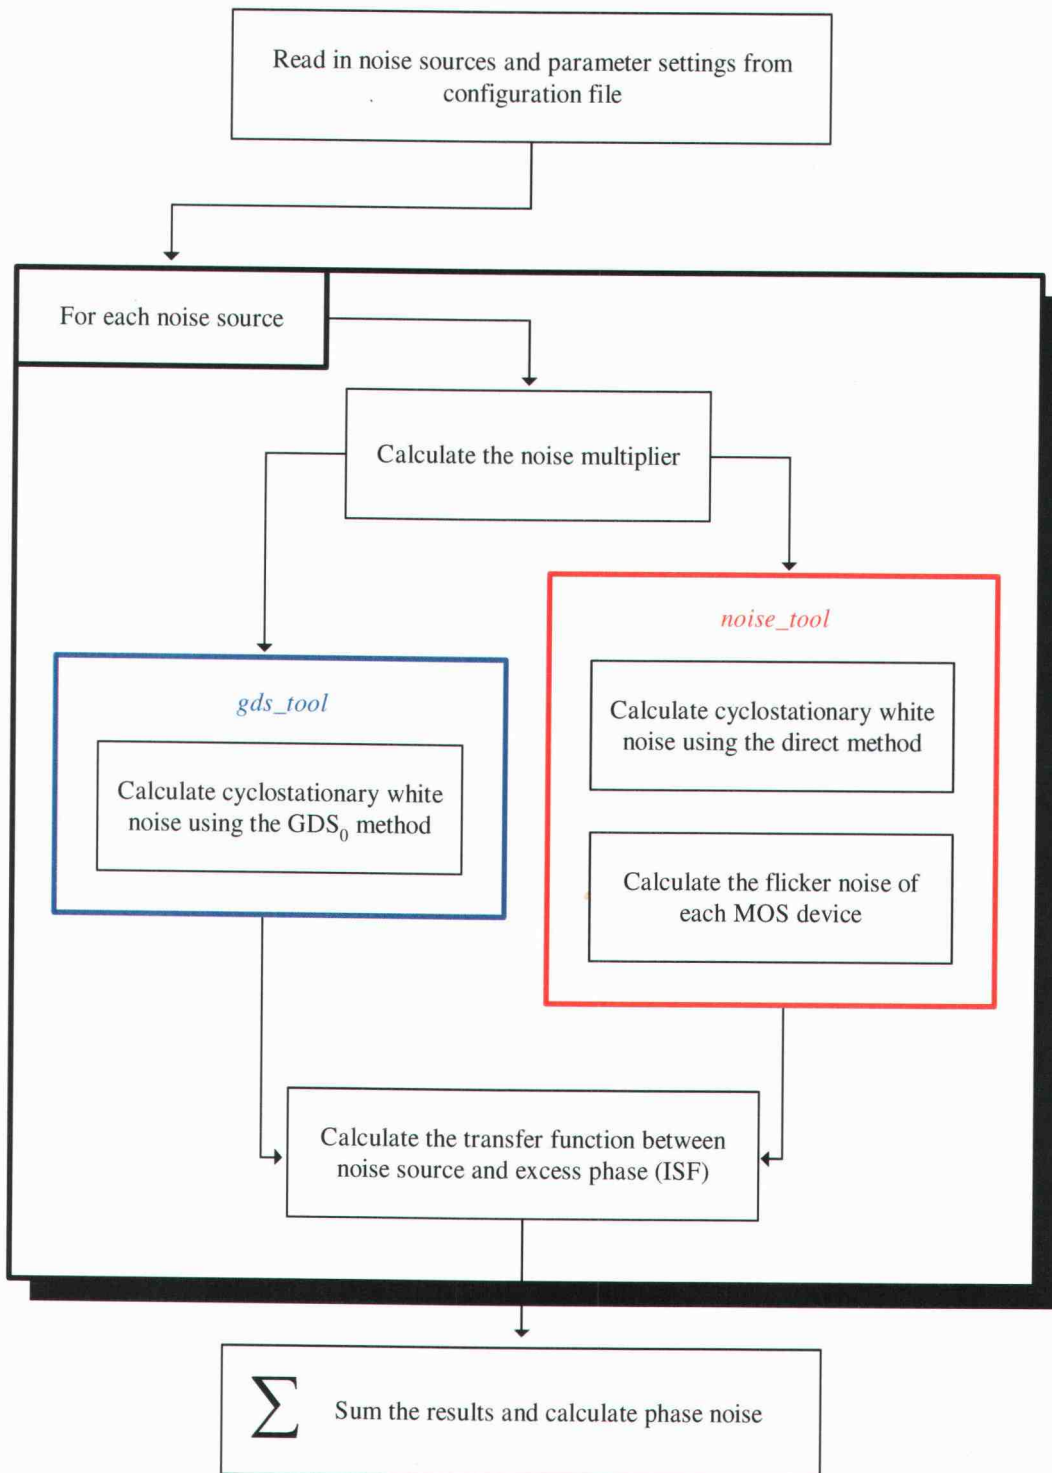 Read in noise sources and parameter settings from
configuration file
For each noise source
Calculate the noise multiplier
noise_tool
gds_tool
Calculate cyclostationary white
noise using the direct method
Calculate cyclostationary white
noise using the GDS₀ method
Calculate the flicker noise of
each MOS device
Calculate the transfer function between
noise source and excess phase (ISF)
∑ Sum the results and calculate phase noise